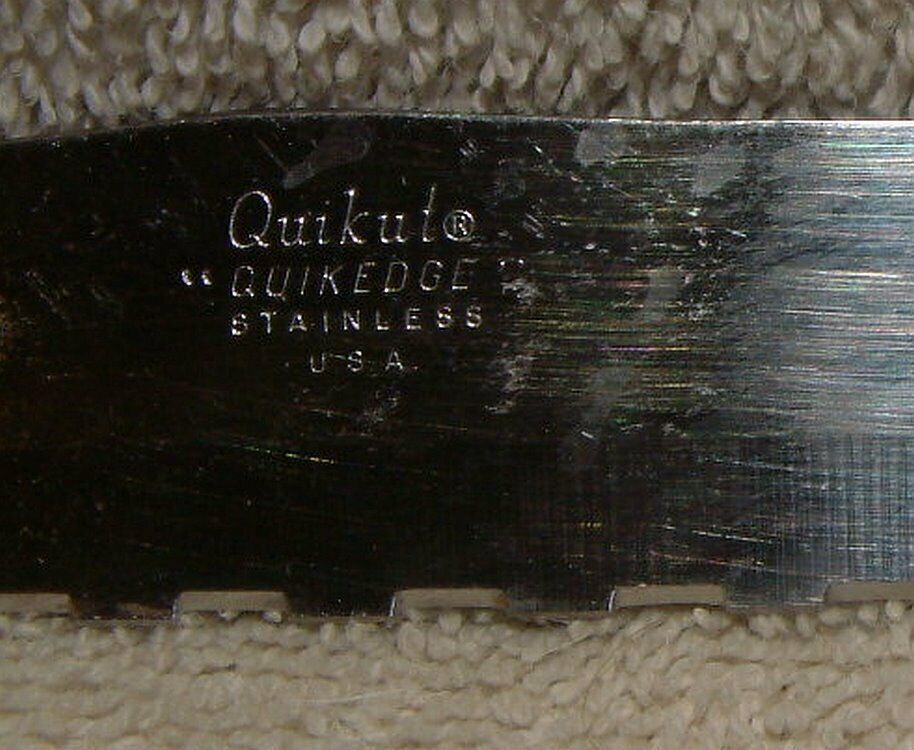 Quikut®
"QUIKEDGE"
STAINLESS
U S A